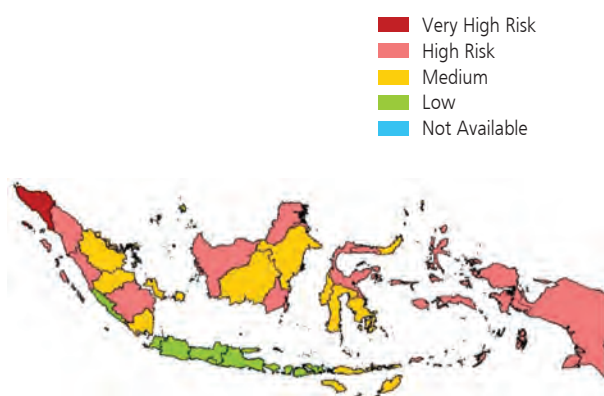 Very High Risk
High Risk
Medium
Low
Not Available